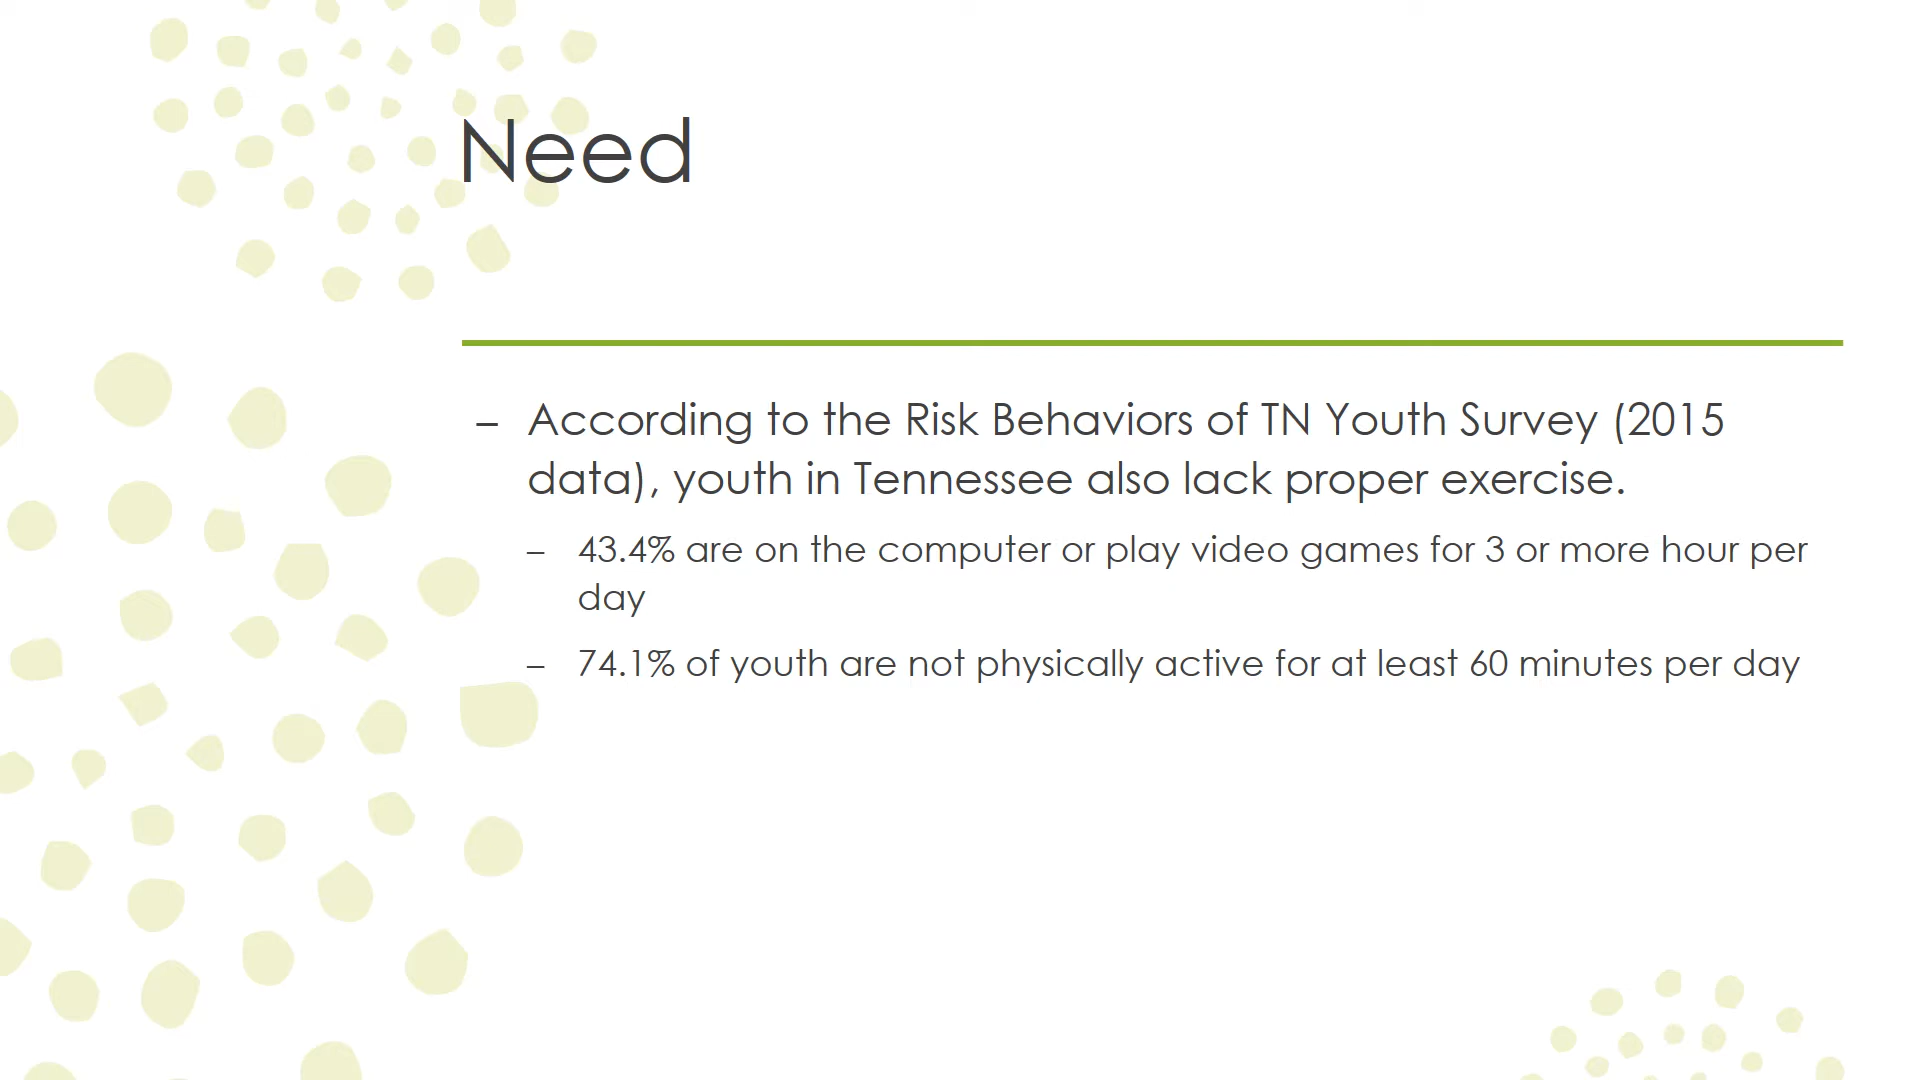 Need
– According to the Risk Behaviors of TN Youth Survey (2015
data), youth in Tennessee also lack proper exercise.
– 43.4% are on the computer or play video games for 3 or more hour per
day
– 74.1% of youth are not physically active for at least 60 minutes per day